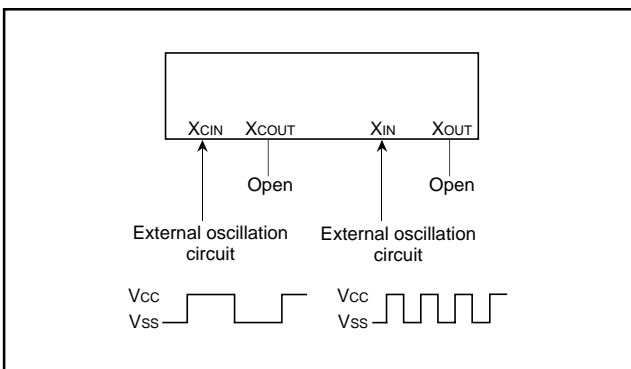 XCIN XCOUT XIN XOUT
Open Open
External oscillation circuit
External oscillation circuit
VCC
VSS
VCC
VSS